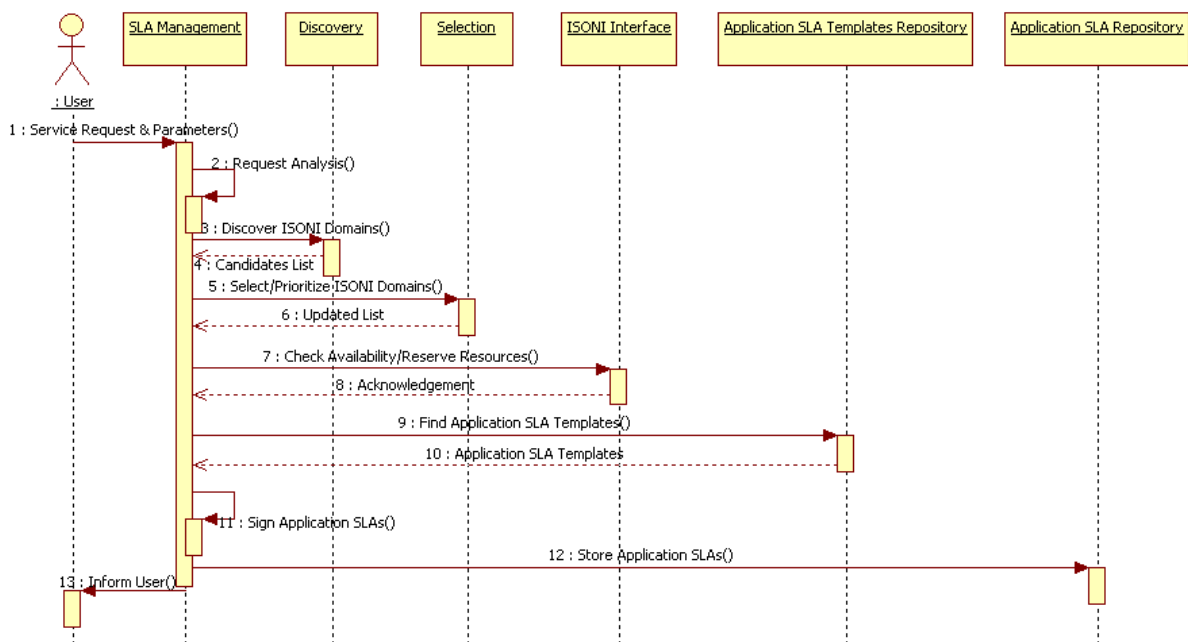 SLA Management
Discovery
Selection
ISONI Interface
Application SLA Templates Repository
Application SLA Repository
: User
1 : Service Request & Parameters()
2 : Request Analysis()
3 : Discover ISONI Domains()
4 : Candidates List
5 : Select/Prioritize ISONI Domains()
6 : Updated List
7 : Check Availability/Reserve Resources()
8 : Acknowledgement
9 : Find Application SLA Templates()
10 : Application SLA Templates
11 : Sign Application SLAs()
12 : Store Application SLAs()
13 : Inform User()